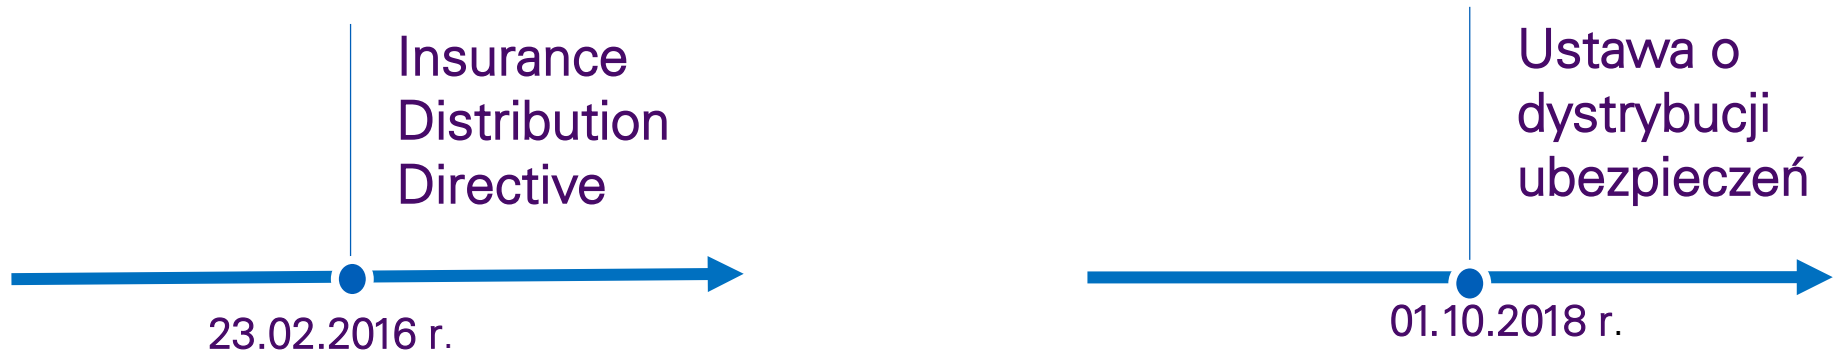 Insurance
Distribution
Directive
23.02.2016 r.
Ustawa o
dystrybucji
ubezpieczeń
01.10.2018 r.